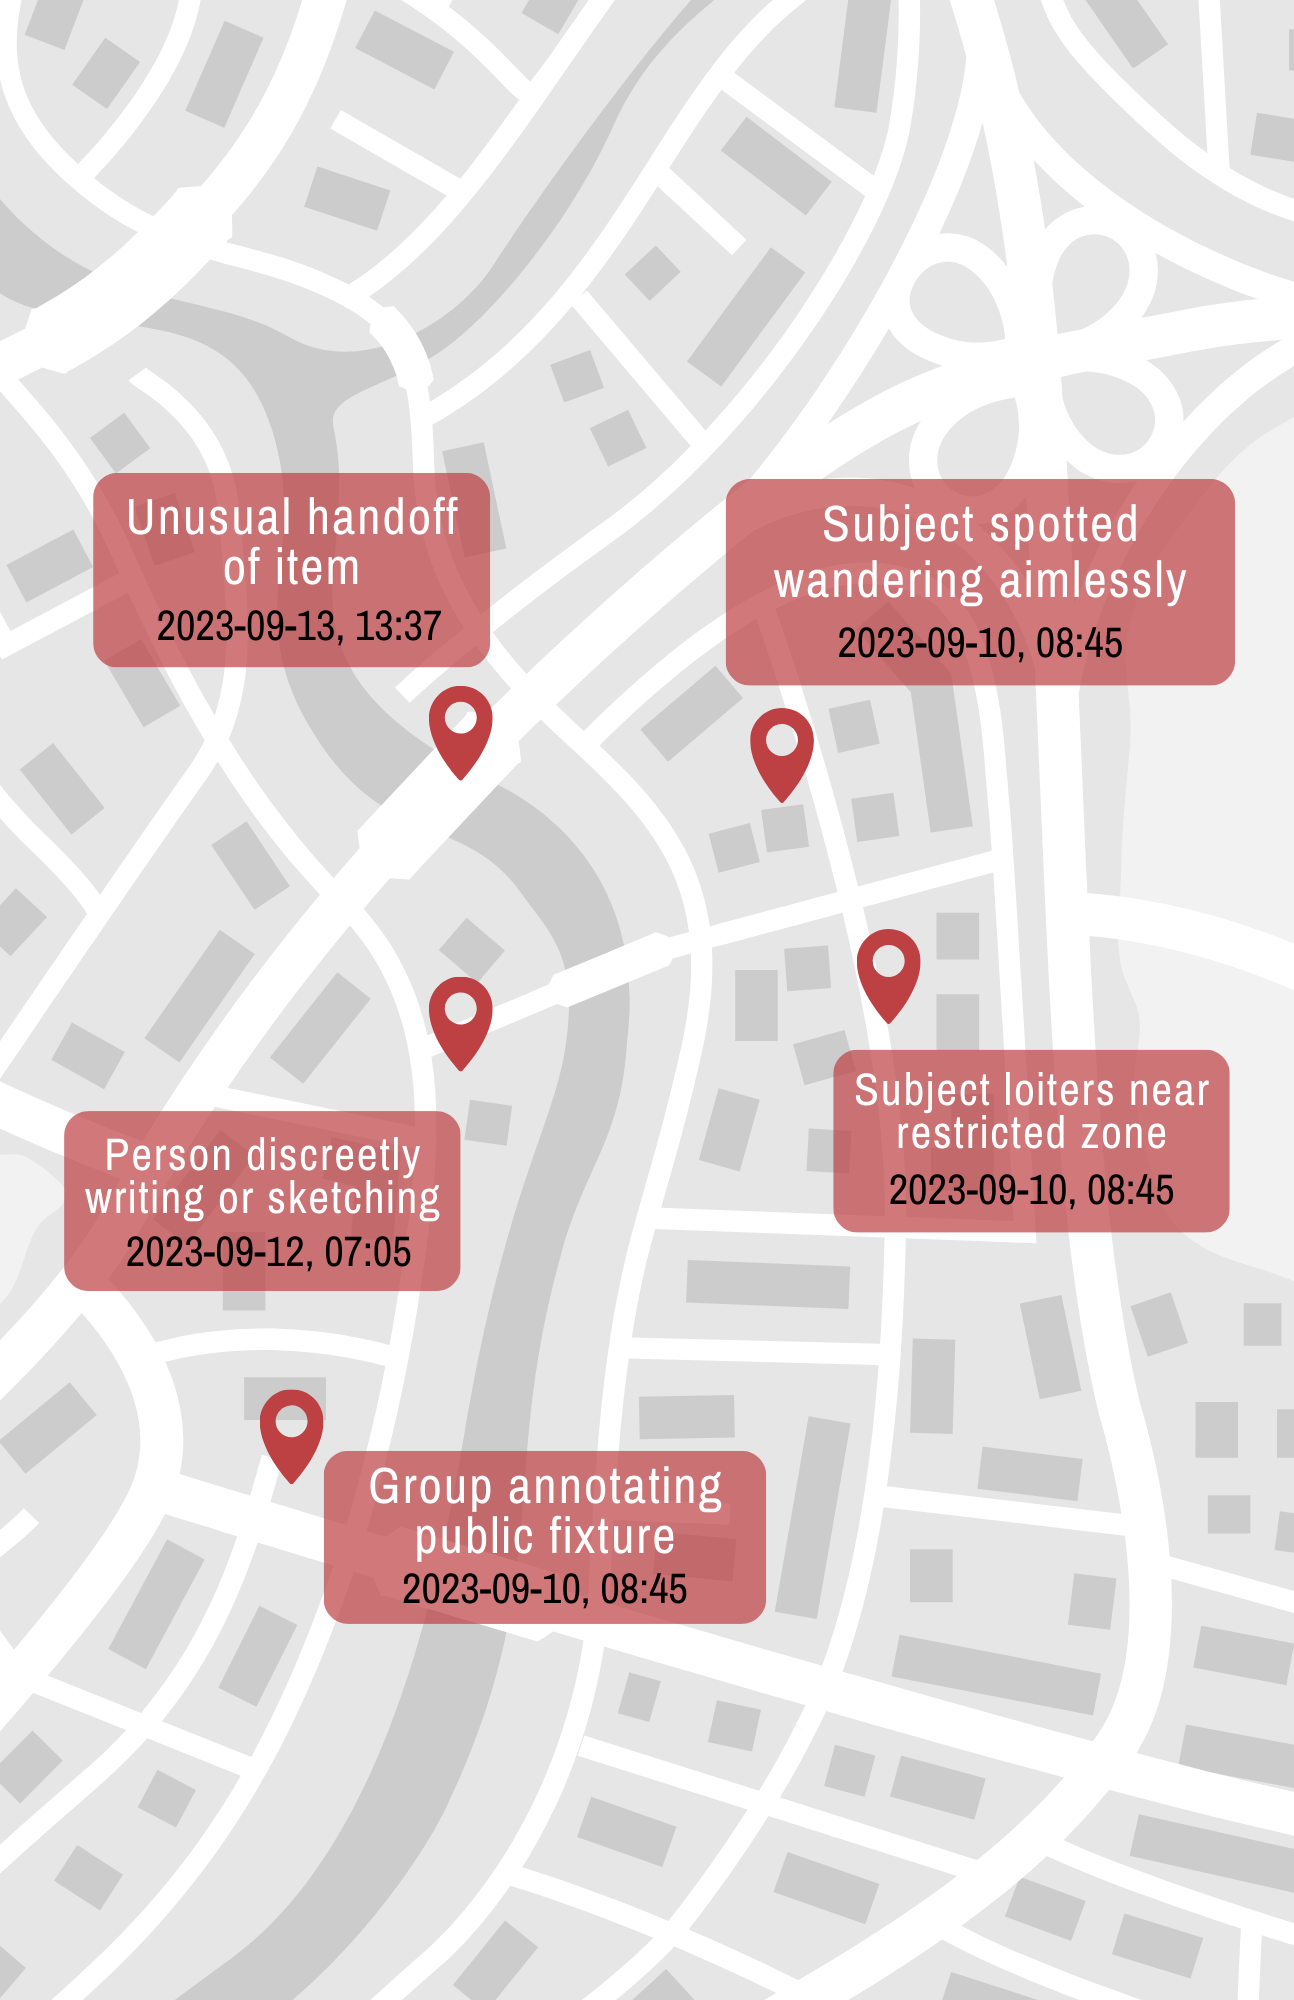 Unusual handoff
of item
2023-09-13, 13:37
Subject spotted
wandering aimlessly
2023-09-10, 08:45
Subject loiters near
restricted zone
2023-09-10, 08:45
Person discreetly
writing or sketching
2023-09-12, 07:05
Group annotating
public fixture
2023-09-10, 08:45